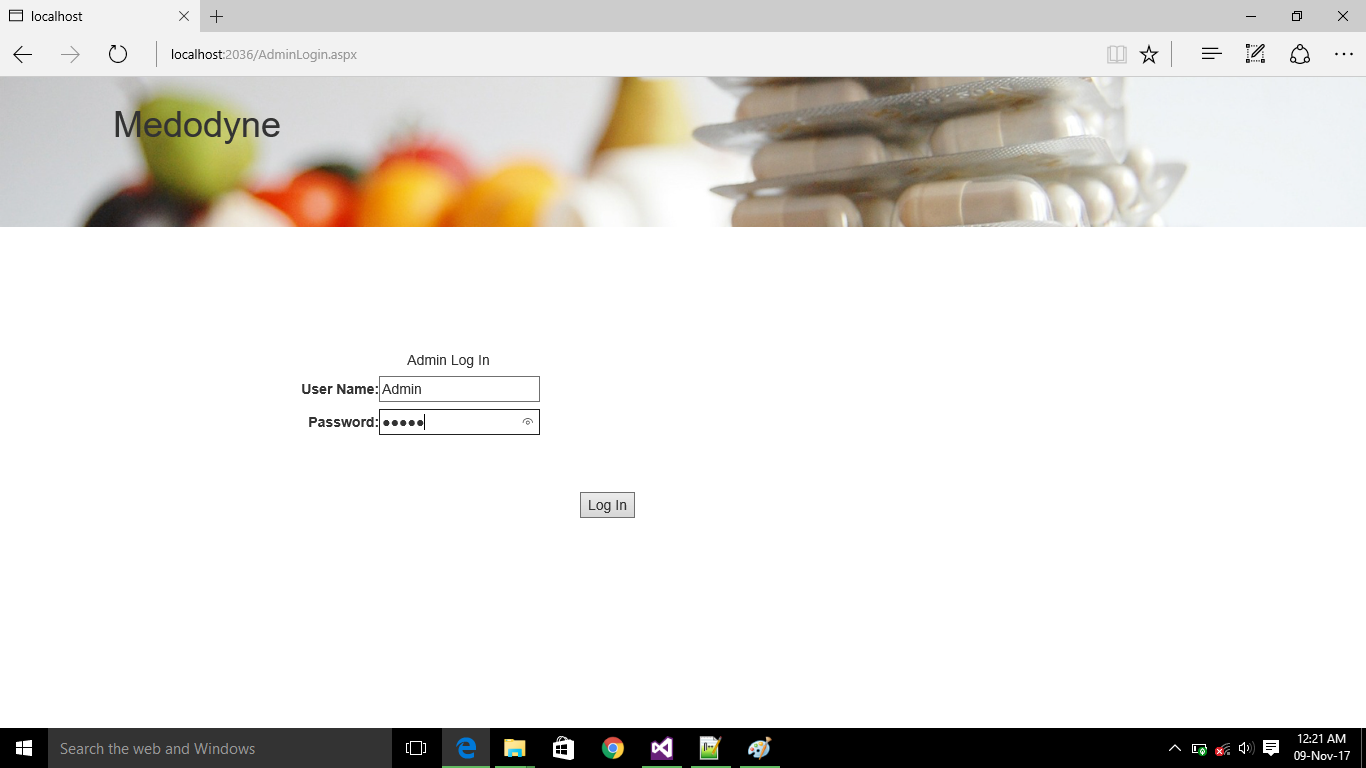 localhost
localhost:2036/AdminLogin.aspx
Medodyne
Admin Log In
User Name: Admin
Password: ●●●●●
Log In
Search the web and Windows
12:21 AM
09-Nov-17